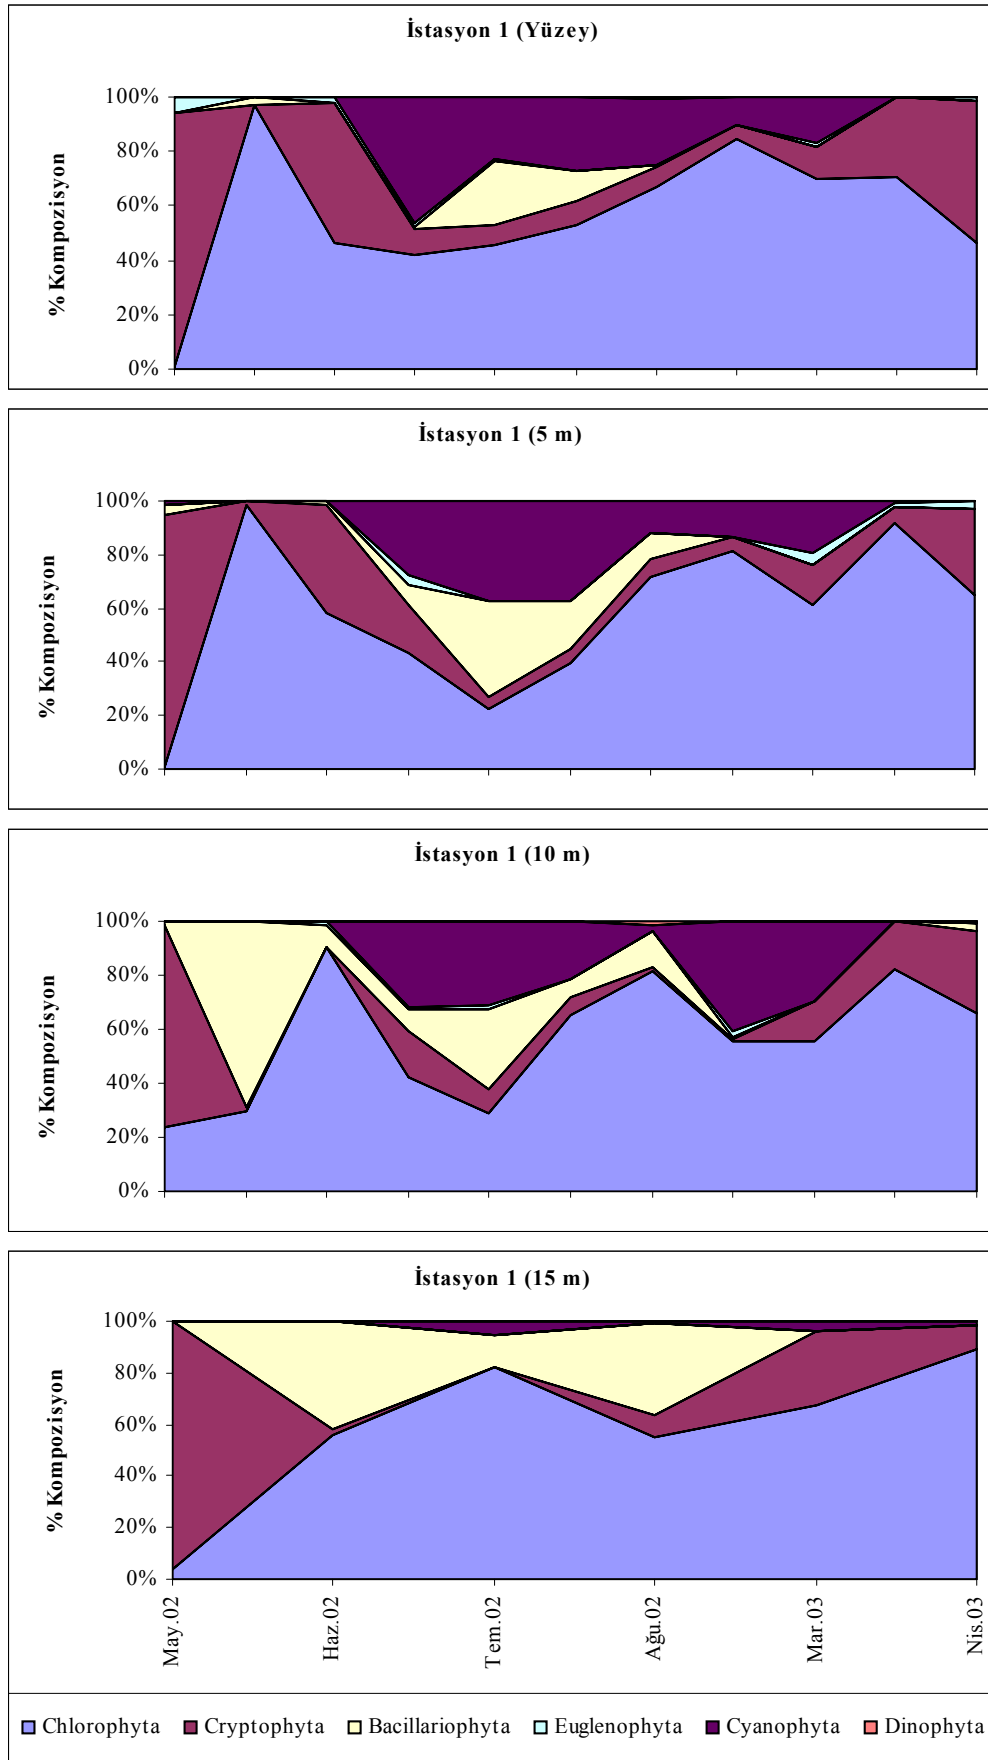 İstasyon 1 (Yüzey)
% Kompozisyon
100%
80%
60%
40%
20%
0%
İstasyon 1 (5 m)
% Kompozisyon
100%
80%
60%
40%
20%
0%
İstasyon 1 (10 m)
% Kompozisyon
100%
80%
60%
40%
20%
0%
İstasyon 1 (15 m)
% Kompozisyon
100%
80%
60%
40%
20%
0%
May.02
Haz.02
Tem.02
Ağu.02
Mar.03
Nis.03
Chlorophyta Cryptophyta Bacillariophyta Euglenophyta Cyanophyta Dinophyta